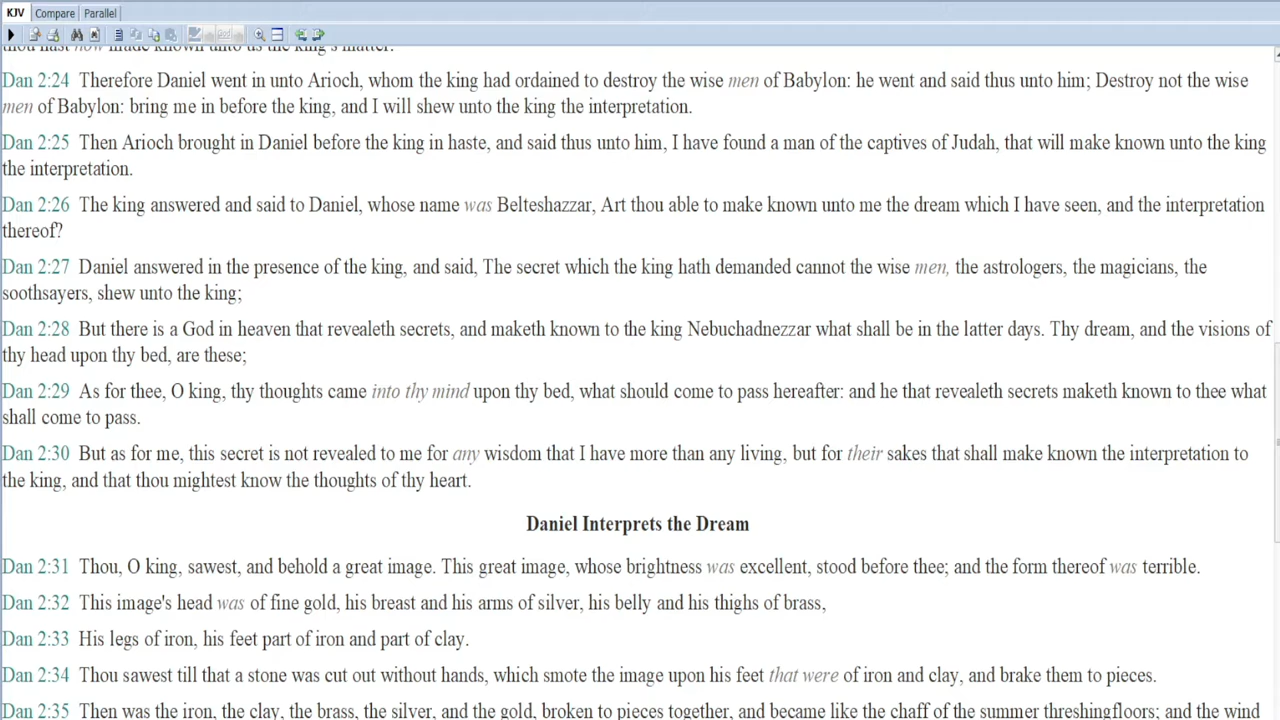 KJV Compare Parallel
thou hast now made known unto us the king's matter.
Dan 2:24 Therefore Daniel went in unto Arioch, whom the king had ordained to destroy the wise men of Babylon: he went and said thus unto him; Destroy not the wise
men of Babylon: bring me in before the king, and I will shew unto the king the interpretation.
Dan 2:25 Then Arioch brought in Daniel before the king in haste, and said thus unto him, I have found a man of the captives of Judah, that will make known unto the king
the interpretation.
Dan 2:26 The king answered and said to Daniel, whose name was Belteshazzar, Art thou able to make known unto me the dream which I have seen, and the interpretation
thereof?
Dan 2:27 Daniel answered in the presence of the king, and said, The secret which the king hath demanded cannot the wise men, the astrologers, the magicians, the
soothsayers, shew unto the king;
Dan 2:28 But there is a God in heaven that revealeth secrets, and maketh known to the king Nebuchadnezzar what shall be in the latter days. Thy dream, and the visions of
thy head upon thy bed, are these;
Dan 2:29 As for thee, O king, thy thoughts came into thy mind upon thy bed, what should come to pass hereafter: and he that revealeth secrets maketh known to thee what
shall come to pass.
Dan 2:30 But as for me, this secret is not revealed to me for any wisdom that I have more than any living, but for their sakes that shall make known the interpretation to
the king, and that thou mightest know the thoughts of thy heart.
Daniel Interprets the Dream
Dan 2:31 Thou, O king, sawest, and behold a great image. This great image, whose brightness was excellent, stood before thee; and the form thereof was terrible.
Dan 2:32 This image's head was of fine gold, his breast and his arms of silver, his belly and his thighs of brass,
Dan 2:33 His legs of iron, his feet part of iron and part of clay.
Dan 2:34 Thou sawest till that a stone was cut out without hands, which smote the image upon his feet that were of iron and clay, and brake them to pieces.
Dan 2:35 Then was the iron, the clay, the brass, the silver, and the gold, broken to pieces together, and became like the chaff of the summer threshingfloors; and the wind